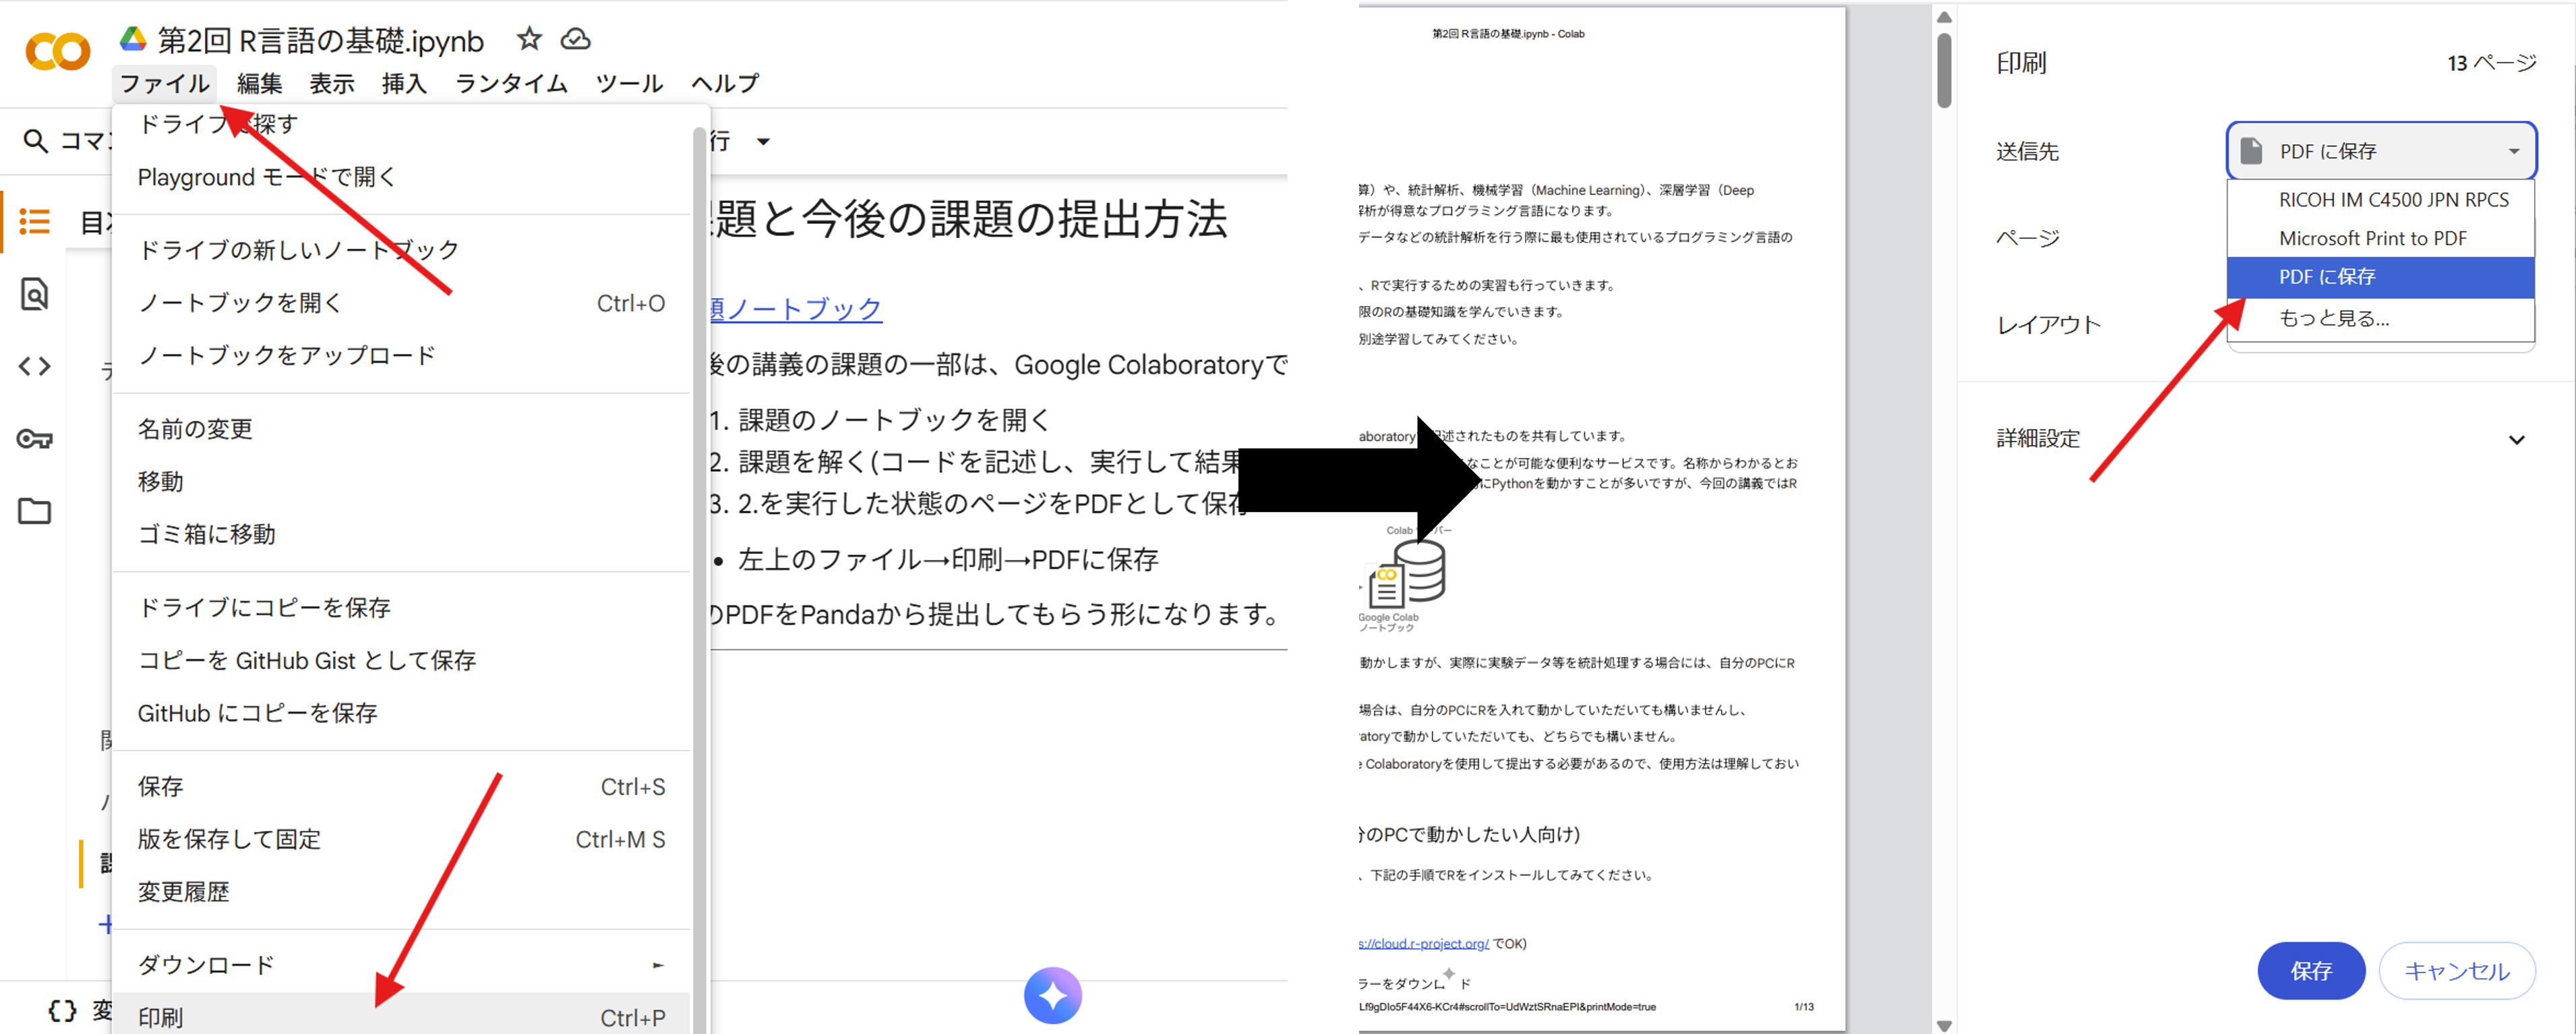 第2回 R言語の基礎.ipynb
ファイル 編集 表示 挿入 ランタイム ツール ヘルプ
コマ
行
目次
ドライブで探す
Playground モードで開く
ドライブの新しいノートブック
ノートブックを開く Ctrl+O
ノートブックをアップロード
名前の変更
移動
ゴミ箱に移動
ドライブにコピーを保存
コピーを GitHub Gist として保存
GitHub にコピーを保存
保存 Ctrl+S
版を保存して固定 Ctrl+M S
変更履歴
ダウンロード
印刷 Ctrl+P
変
題と今後の課題の提出方法
題ノートブック
後の講義の課題の一部は、Google Colaboratoryで
1. 課題のノートブックを開く
2. 課題を解く(コードを記述し、実行して結果
3. 2.を実行した状態のページをPDFとして保存
• 左上のファイル→印刷→PDFに保存
のPDFをPandaから提出してもらう形になります。
第2回 R言語の基礎.ipynb - Colab
算）や、統計解析、機械学習（Machine Learning）、深層学習（Deep
解析が得意なプログラミング言語になります。
データなどの統計解析を行う際に最も使用されているプログラミング言語の
、Rで実行するための実習も行っていきます。
限のRの基礎知識を学んでいきます。
別途学習してみてください。
aboratory
記述されたものを共有しています。
なことが可能な便利なサービスです。名称からわかるとお
にPythonを動かすことが多いですが、今回の講義ではR
Colab
バー
Google Colab
ノートブック
動かしますが、実際に実験データ等を統計処理する場合には、自分のPCにR
場合は、自分のPCにRを入れて動かしていただいても構いませんし、
atoryで動かしていただいても、どちらでも構いません。
e Colaboratoryを使用して提出する必要があるので、使用方法は理解しておい
分のPCで動かしたい人向け)
、下記の手順でRをインストールしてみてください。
s://cloud.r-project.org/ でOK)
ラーをダウンロード
Lf9gDIo5F44X6-KCr4#scrollTo=UdWztSRnaEPI&printMode=true 1/13
印刷 13 ページ
送信先 PDF に保存
RICOH IM C4500 JPN RPCS
Microsoft Print to PDF
PDF に保存
もっと見る...
ページ
レイアウト
詳細設定
保存 キャンセル